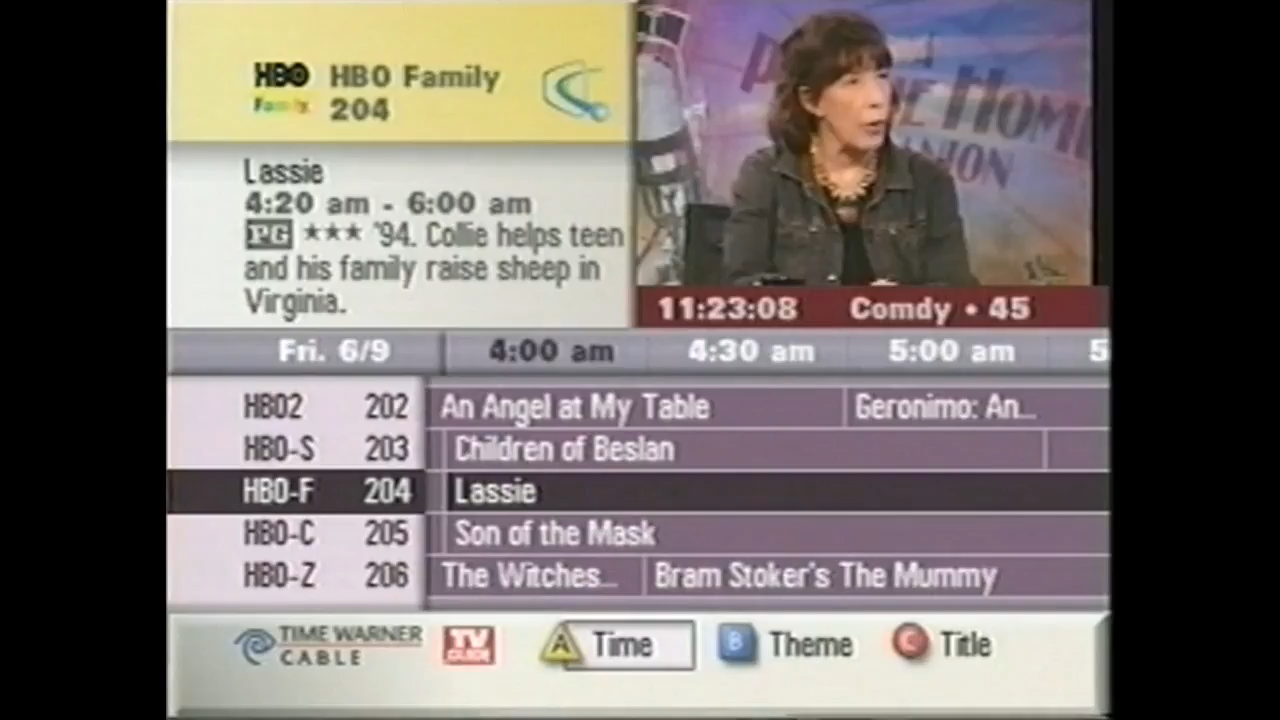 HBO HBO Family
Family 204
Lassie
4:20 am - 6:00 am
PG ★★★ '94. Collie helps teen
and his family raise sheep in
Virginia.
HOME
11:23:08 Comdy • 45
Fri. 6/9 4:00 am 4:30 am 5:00 am 5
HBO2 202 An Angel at My Table Geronimo: An...
HBO-S 203 Children of Beslan
HBO-F 204 Lassie
HBO-C 205 Son of the Mask
HBO-Z 206 The Witches... Bram Stoker's The Mummy
TIME WARNER
CABLE
TV
GUIDE
A Time B Theme C Title